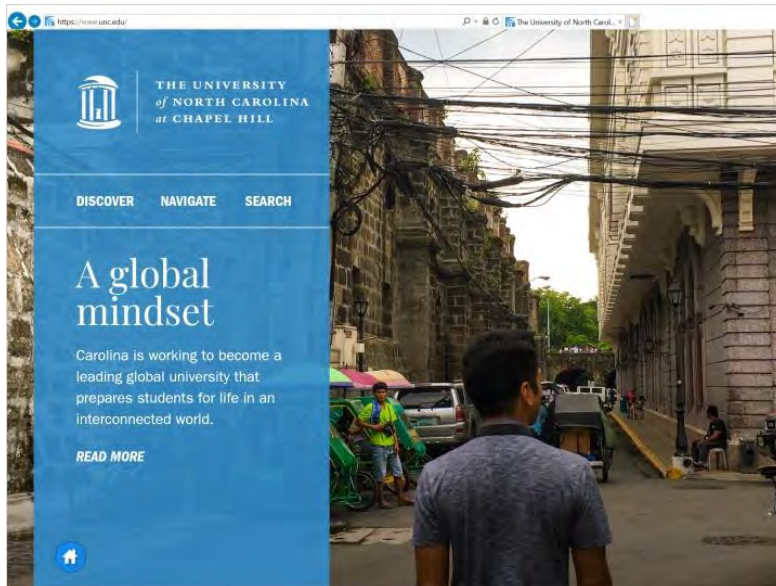 https://www.unc.edu/
The University of North Carol...
THE UNIVERSITY
of NORTH CAROLINA
at CHAPEL HILL
DISCOVER NAVIGATE SEARCH
A global
mindset
Carolina is working to become a
leading global university that
prepares students for life in an
interconnected world.
READ MORE